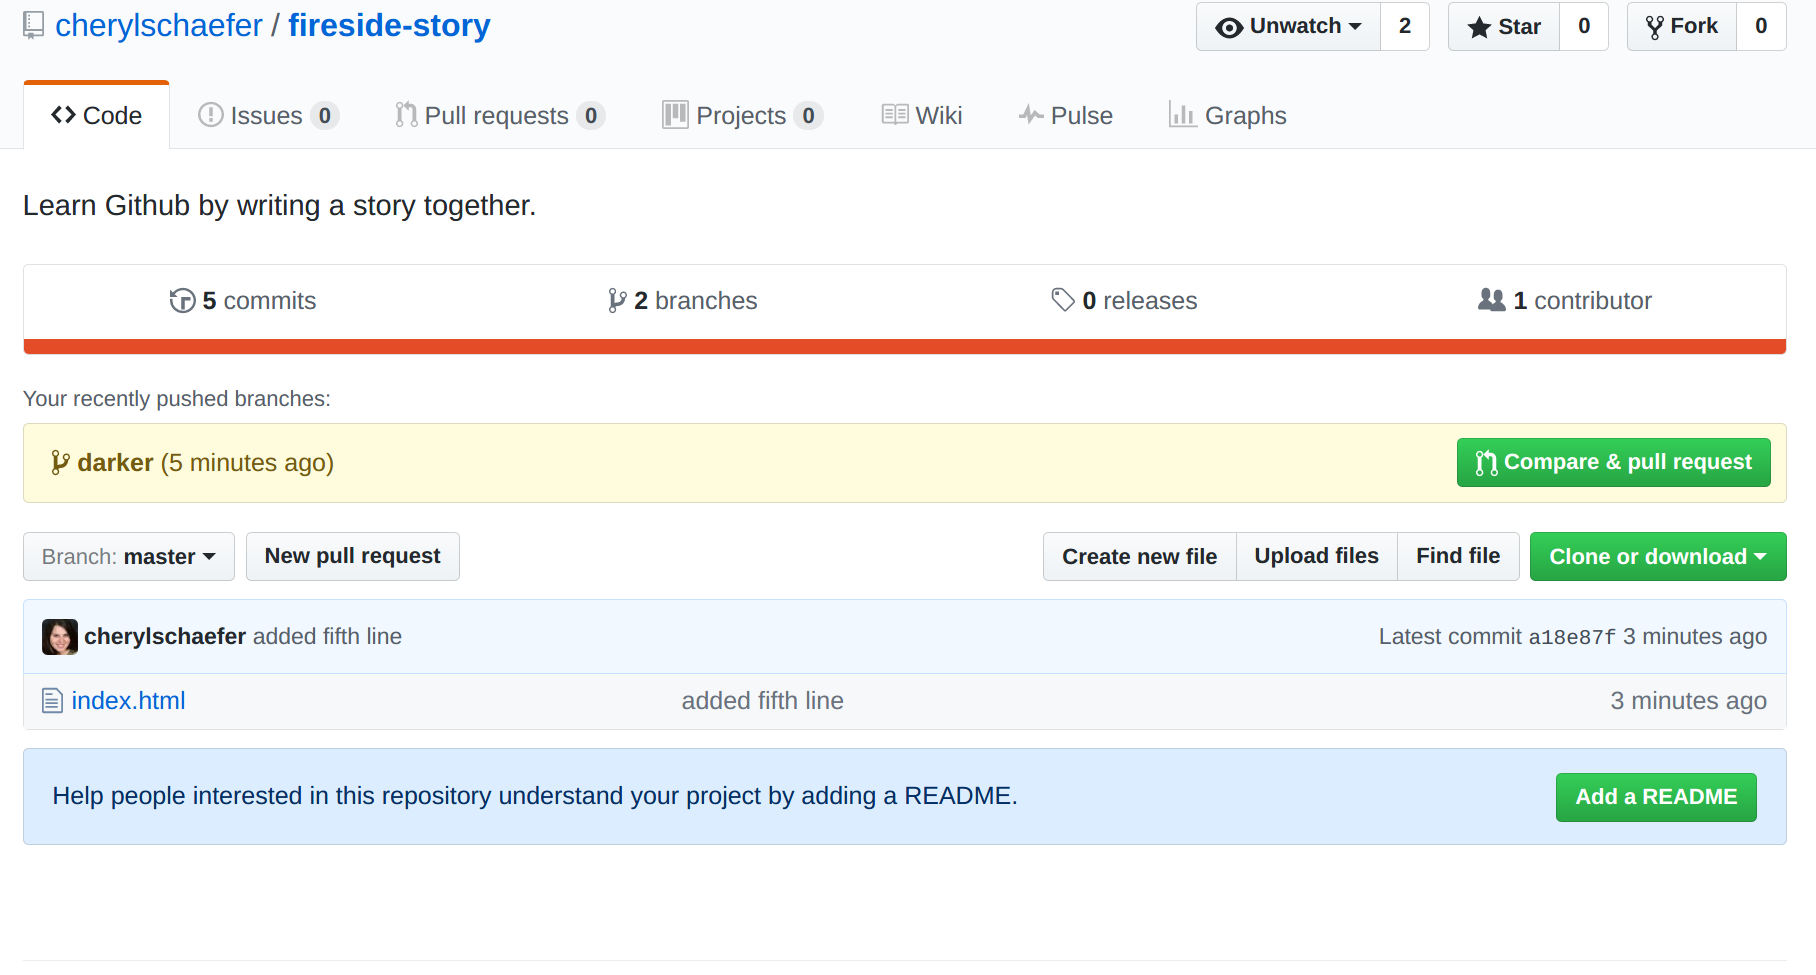 cherylschaefer / fireside-story
Unwatch 2 Star 0 Fork 0
Code Issues 0 Pull requests 0 Projects 0 Wiki Pulse Graphs
Learn Github by writing a story together.
5 commits 2 branches 0 releases 1 contributor
Your recently pushed branches:
darker (5 minutes ago) Compare & pull request
Branch: master New pull request Create new file Upload files Find file Clone or download
cherylschaefer added fifth line Latest commit a18e87f 3 minutes ago
index.html added fifth line 3 minutes ago
Help people interested in this repository understand your project by adding a README. Add a README